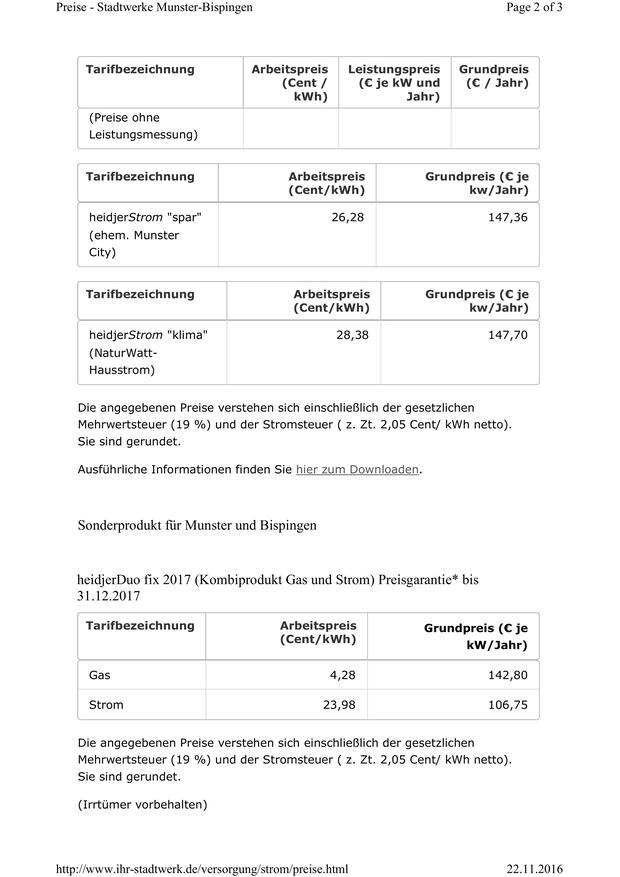 Preise - Stadtwerke Munster-Bispingen Page 2 of 3
Tarifbezeichnung Arbeitspreis Leistungspreis Grundpreis
(Cent / (€ je kW und (€ / Jahr)
kWh) Jahr)
(Preise ohne
Leistungsmessung)
Tarifbezeichnung Arbeitspreis Grundpreis (€ je
(Cent/kWh) kw/Jahr)
heidjerStrom "spar" 26,28 147,36
(ehem. Munster
City)
Tarifbezeichnung Arbeitspreis Grundpreis (€ je
(Cent/kWh) kw/Jahr)
heidjerStrom "klima" 28,38 147,70
(NaturWatt-
Hausstrom)
Die angegebenen Preise verstehen sich einschließlich der gesetzlichen
Mehrwertsteuer (19 %) und der Stromsteuer ( z. Zt. 2,05 Cent/ kWh netto).
Sie sind gerundet.
Ausführliche Informationen finden Sie hier zum Downloaden.
Sonderprodukt für Munster und Bispingen
heidjerDuo fix 2017 (Kombiprodukt Gas und Strom) Preisgarantie* bis
31.12.2017
Tarifbezeichnung Arbeitspreis Grundpreis (€ je
(Cent/kWh) kW/Jahr)
Gas 4,28 142,80
Strom 23,98 106,75
Die angegebenen Preise verstehen sich einschließlich der gesetzlichen
Mehrwertsteuer (19 %) und der Stromsteuer ( z. Zt. 2,05 Cent/ kWh netto).
Sie sind gerundet.
(Irrtümer vorbehalten)
http://www.ihr-stadtwerk.de/versorgung/strom/preise.html 22.11.2016